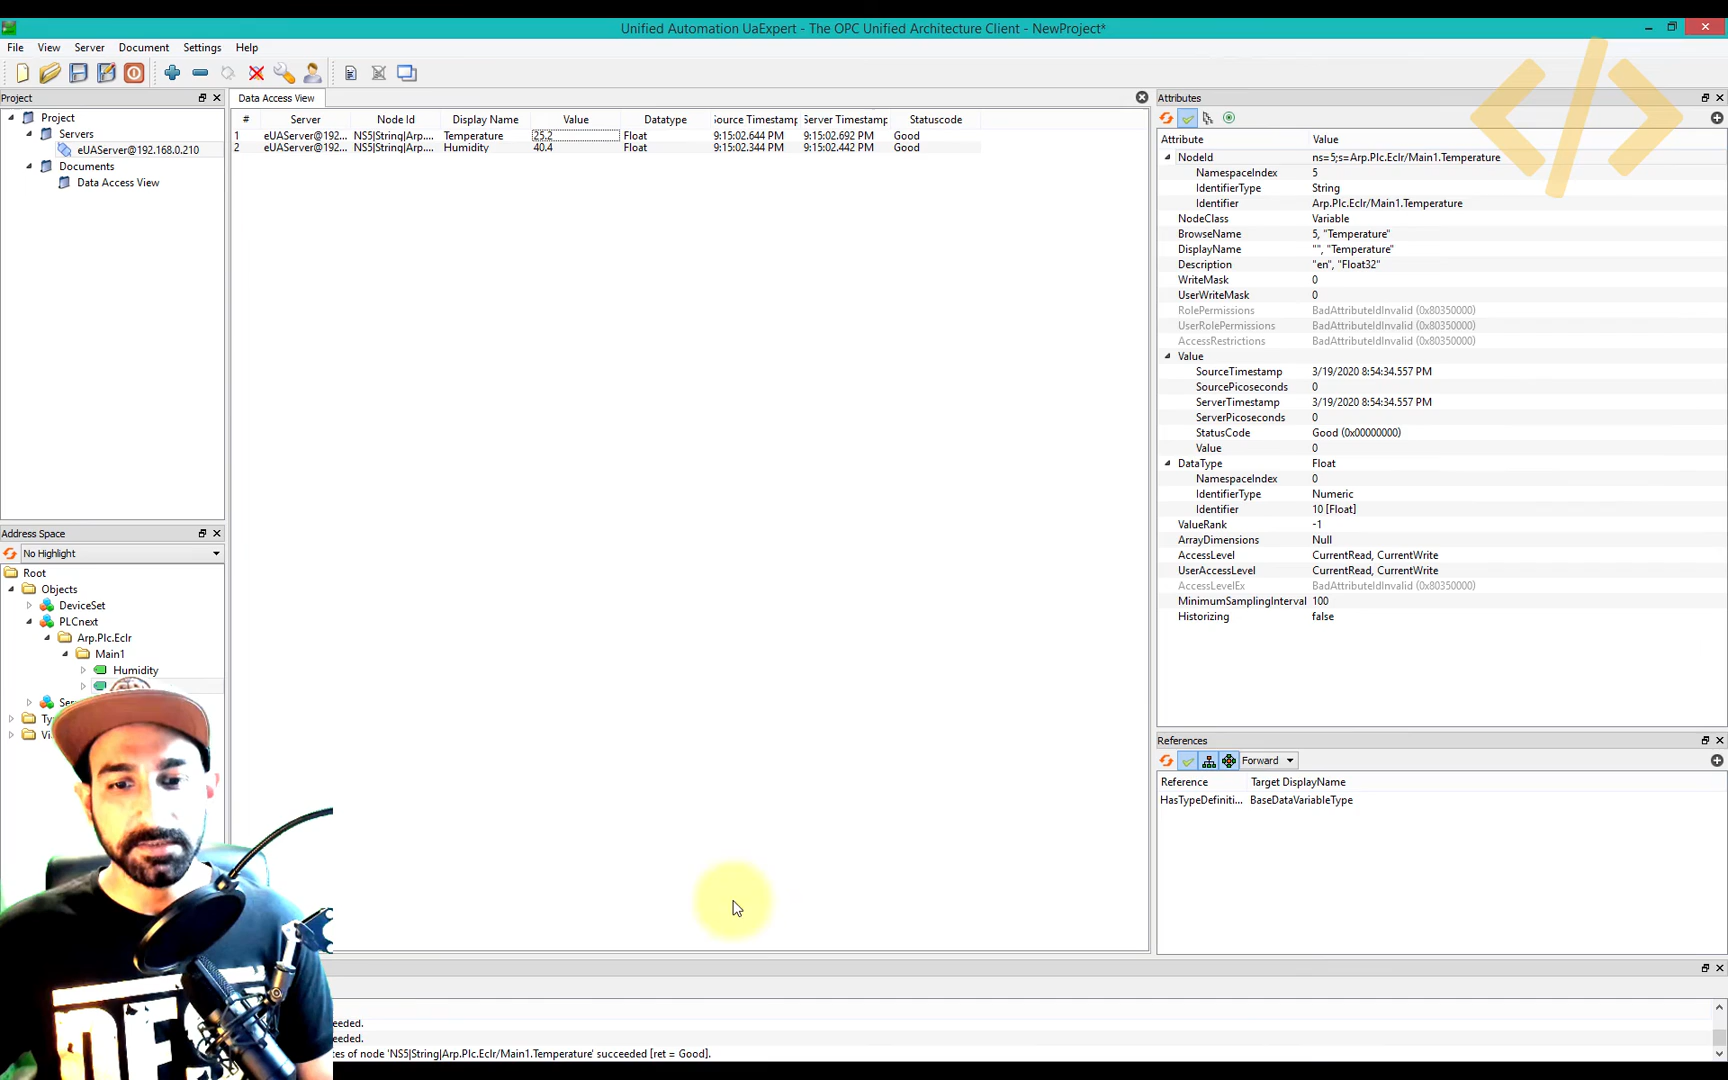 Unified Automation UaExpert - The OPC Unified Architecture Client - NewProject*
File View Server Document Settings Help
Project
Project
Servers
eUAServer@192.168.0.210
Documents
Data Access View
Address Space
No Highlight
Root
Objects
DeviceSet
PLCnext
Arp.Plc.Eclr
Main1
Humidity
Ser
Ty
Vi
Data Access View
# Server Node Id Display Name Value Datatype Source Timestamp Server Timestamp Statuscode
1 eUAServer@192... NS5|String|Arp.... Temperature 25.2 Float 9:15:02.644 PM 9:15:02.692 PM Good
2 eUAServer@192... NS5|String|Arp.... Humidity 40.4 Float 9:15:02.344 PM 9:15:02.442 PM Good
Attributes
Attribute Value
NodeId ns=5;s=Arp.Plc.Eclr/Main1.Temperature
NamespaceIndex 5
IdentifierType String
Identifier Arp.Plc.Eclr/Main1.Temperature
NodeClass Variable
BrowseName 5, "Temperature"
DisplayName "", "Temperature"
Description "en", "Float32"
WriteMask 0
UserWriteMask 0
RolePermissions BadAttributeIdInvalid (0x80350000)
UserRolePermissions BadAttributeIdInvalid (0x80350000)
AccessRestrictions BadAttributeIdInvalid (0x80350000)
Value
SourceTimestamp 3/19/2020 8:54:34.557 PM
SourcePicoseconds 0
ServerTimestamp 3/19/2020 8:54:34.557 PM
ServerPicoseconds 0
StatusCode Good (0x00000000)
Value 0
DataType Float
NamespaceIndex 0
IdentifierType Numeric
Identifier 10 [Float]
ValueRank -1
ArrayDimensions Null
AccessLevel CurrentRead, CurrentWrite
UserAccessLevel CurrentRead, CurrentWrite
AccessLevelEx BadAttributeIdInvalid (0x80350000)
MinimumSamplingInterval 100
Historizing false
References
Forward
Reference Target DisplayName
HasTypeDefiniti... BaseDataVariableType
eeded.
eeded.
tes of node 'NS5|String|Arp.Plc.Eclr/Main1.Temperature' succeeded [ret = Good].